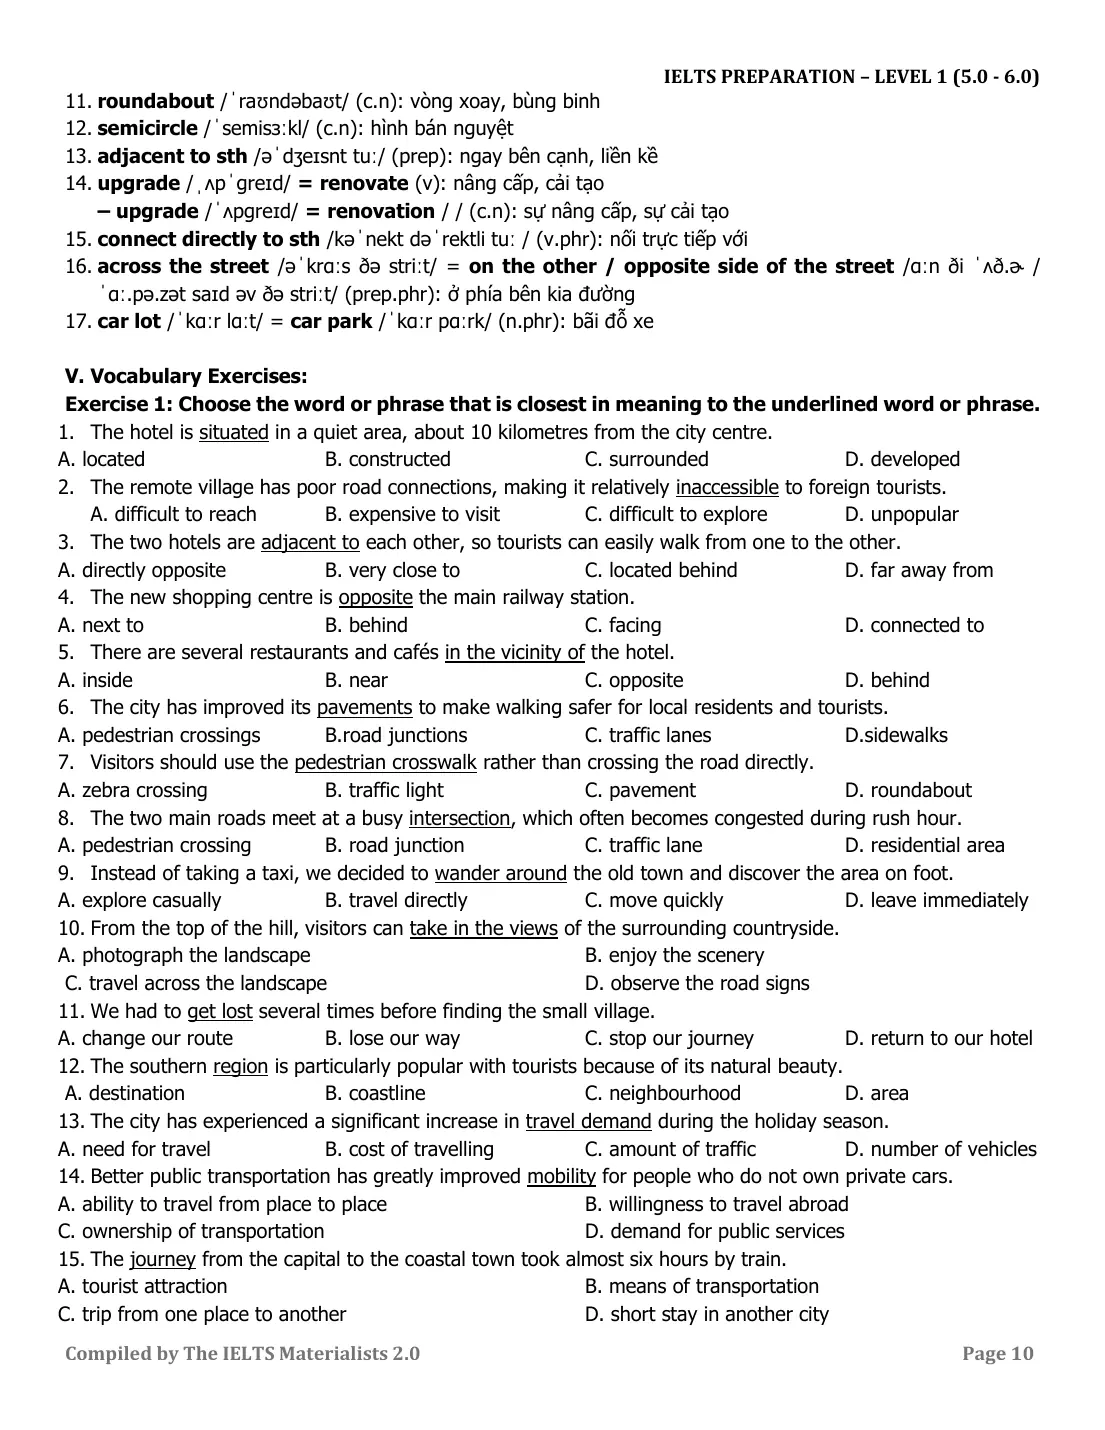 IELTS PREPARATION – LEVEL 1 (5.0 - 6.0)
11. roundabout /ˈraʊndəbaʊt/ (c.n): vòng xoay, bùng binh
12. semicircle /ˈsemisɜːkl/ (c.n): hình bán nguyệt
13. adjacent to sth /əˈdʒeɪsnt tuː/ (prep): ngay bên cạnh, liền kề
14. upgrade /ˌʌpˈɡreɪd/ = renovate (v): nâng cấp, cải tạo
– upgrade /ˈʌpɡreɪd/ = renovation / / (c.n): sự nâng cấp, sự cải tạo
15. connect directly to sth /kəˈnekt dəˈrektli tuː / (v.phr): nối trực tiếp với
16. across the street /əˈkrɑːs ðə striːt/ = on the other / opposite side of the street /ɑːn ði ˈʌð.ɚ /
ˈɑː.pə.zət saɪd əv ðə striːt/ (prep.phr): ở phía bên kia đường
17. car lot /ˈkɑːr lɑːt/ = car park /ˈkɑːr pɑːrk/ (n.phr): bãi đỗ xe
V. Vocabulary Exercises:
Exercise 1: Choose the word or phrase that is closest in meaning to the underlined word or phrase.
1. The hotel is situated in a quiet area, about 10 kilometres from the city centre.
A. located B. constructed C. surrounded D. developed
2. The remote village has poor road connections, making it relatively inaccessible to foreign tourists.
A. difficult to reach B. expensive to visit C. difficult to explore D. unpopular
3. The two hotels are adjacent to each other, so tourists can easily walk from one to the other.
A. directly opposite B. very close to C. located behind D. far away from
4. The new shopping centre is opposite the main railway station.
A. next to B. behind C. facing D. connected to
5. There are several restaurants and cafés in the vicinity of the hotel.
A. inside B. near C. opposite D. behind
6. The city has improved its pavements to make walking safer for local residents and tourists.
A. pedestrian crossings B.road junctions C. traffic lanes D.sidewalks
7. Visitors should use the pedestrian crosswalk rather than crossing the road directly.
A. zebra crossing B. traffic light C. pavement D. roundabout
8. The two main roads meet at a busy intersection, which often becomes congested during rush hour.
A. pedestrian crossing B. road junction C. traffic lane D. residential area
9. Instead of taking a taxi, we decided to wander around the old town and discover the area on foot.
A. explore casually B. travel directly C. move quickly D. leave immediately
10. From the top of the hill, visitors can take in the views of the surrounding countryside.
A. photograph the landscape B. enjoy the scenery
C. travel across the landscape D. observe the road signs
11. We had to get lost several times before finding the small village.
A. change our route B. lose our way C. stop our journey D. return to our hotel
12. The southern region is particularly popular with tourists because of its natural beauty.
A. destination B. coastline C. neighbourhood D. area
13. The city has experienced a significant increase in travel demand during the holiday season.
A. need for travel B. cost of travelling C. amount of traffic D. number of vehicles
14. Better public transportation has greatly improved mobility for people who do not own private cars.
A. ability to travel from place to place B. willingness to travel abroad
C. ownership of transportation D. demand for public services
15. The journey from the capital to the coastal town took almost six hours by train.
A. tourist attraction B. means of transportation
C. trip from one place to another D. short stay in another city
Compiled by The IELTS Materialists 2.0 Page 10